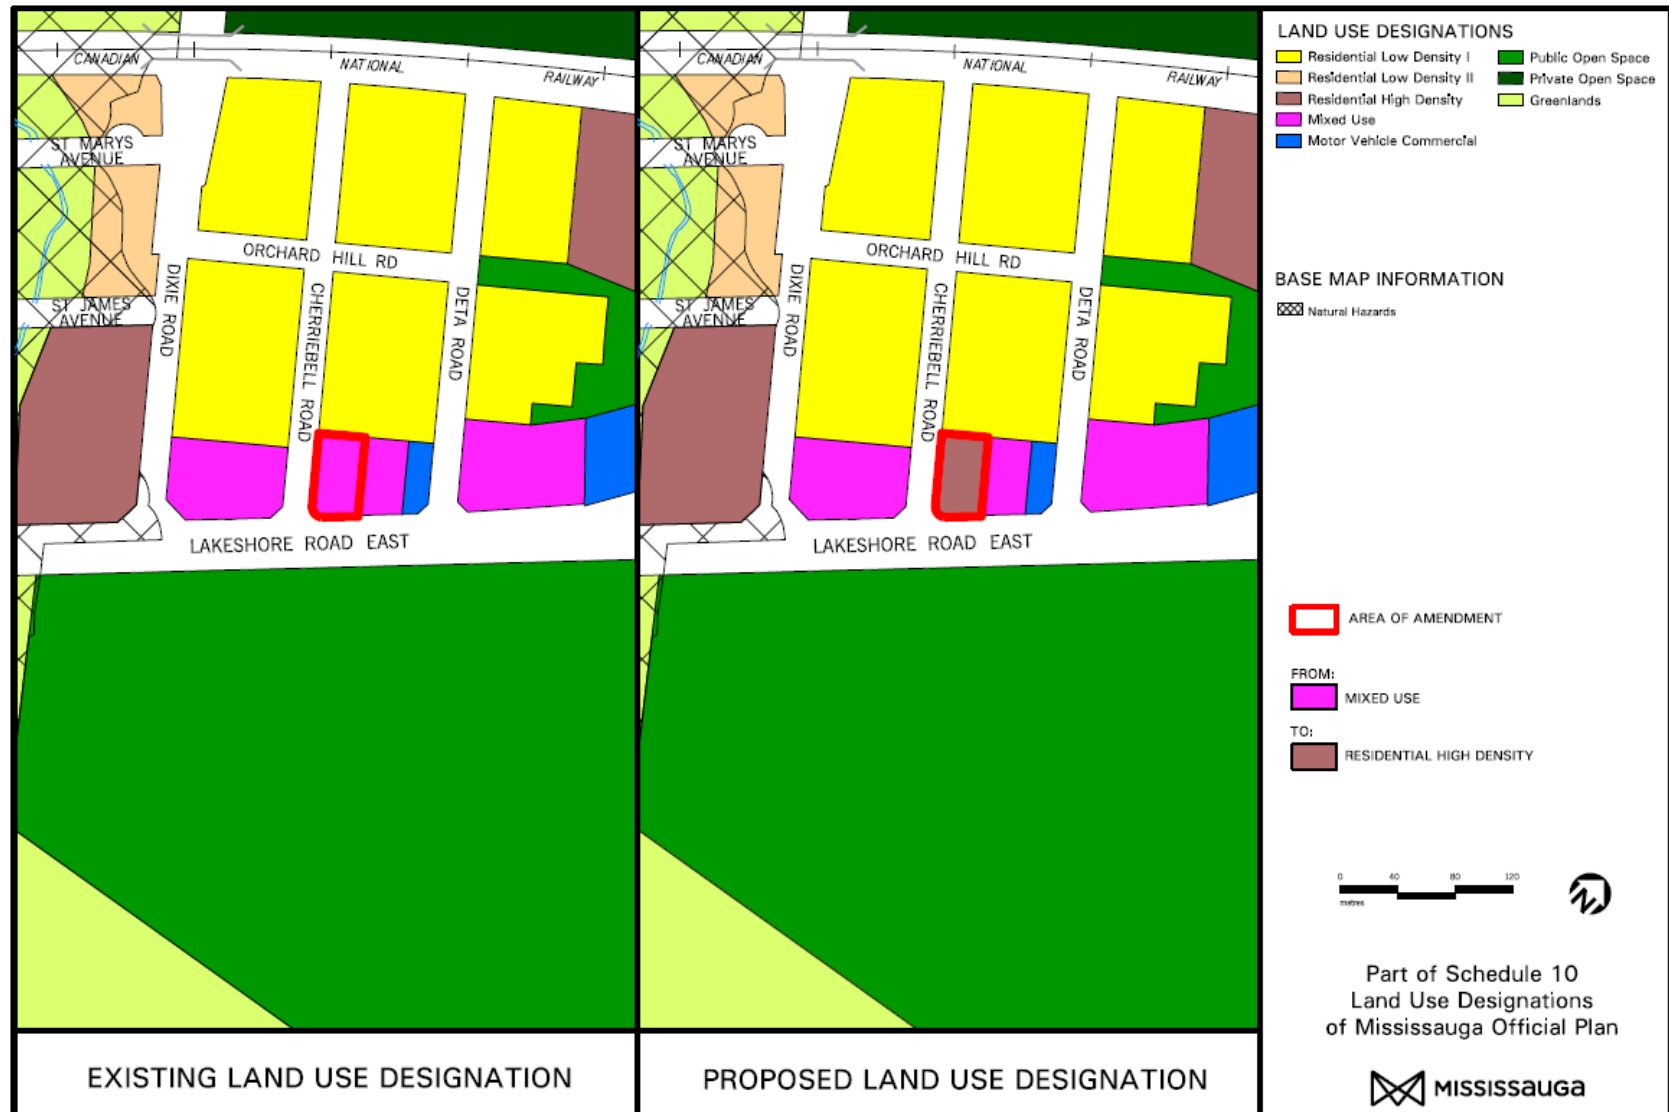 CANADIAN
NATIONAL
RAILWAY
ST MARYS
AVENUE
ORCHARD HILL RD
DIXIE ROAD
CHERRIEBELL ROAD
DETA ROAD
ST JAMES
AVENUE
LAKESHORE ROAD EAST
EXISTING LAND USE DESIGNATION
CANADIAN
NATIONAL
RAILWAY
ST MARYS
AVENUE
ORCHARD HILL RD
DIXIE ROAD
CHERRIEBELL ROAD
DETA ROAD
ST JAMES
AVENUE
LAKESHORE ROAD EAST
PROPOSED LAND USE DESIGNATION
LAND USE DESIGNATIONS
Residential Low Density I
Residential Low Density II
Residential High Density
Mixed Use
Motor Vehicle Commercial
Public Open Space
Private Open Space
Greenlands
BASE MAP INFORMATION
Natural Hazards
AREA OF AMENDMENT
FROM:
MIXED USE
TO:
RESIDENTIAL HIGH DENSITY
0 40 80 120
metres
N
Part of Schedule 10
Land Use Designations
of Mississauga Official Plan
MISSISSauGa